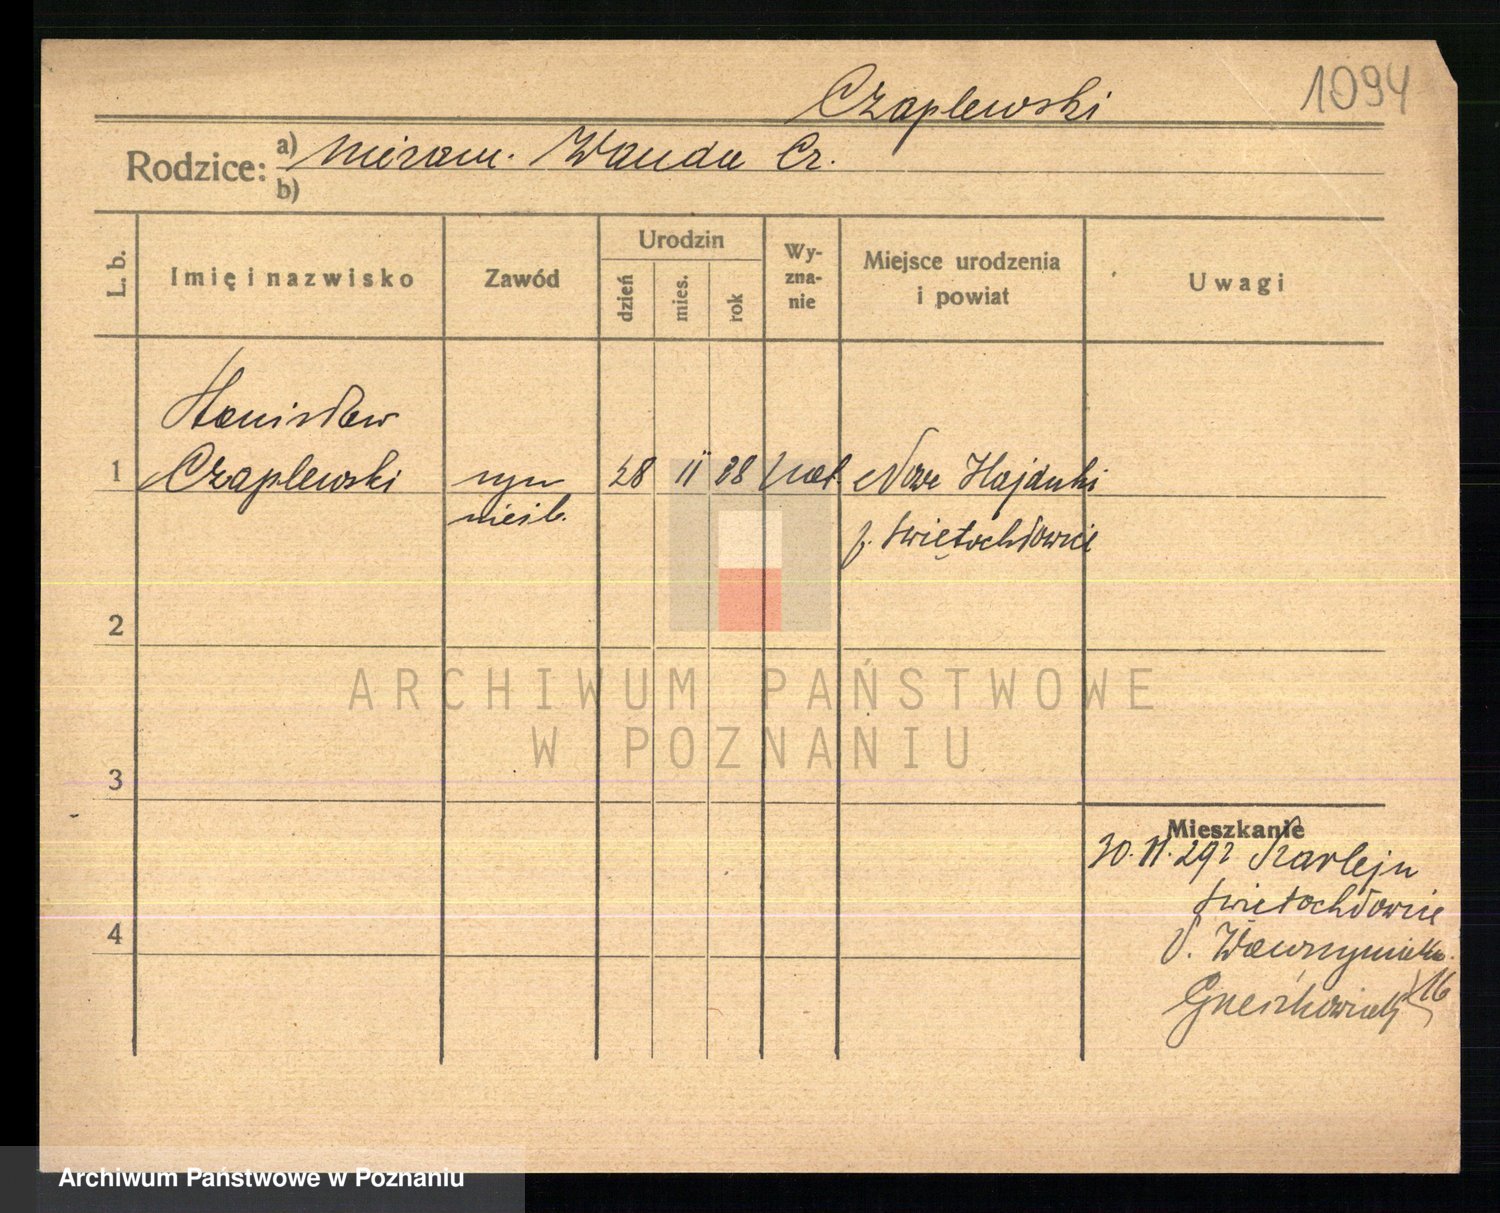 1094
Czaplewski
Rodzice: a) niezam. Wanda Cz.
b)
L. b. Imię i nazwisko Zawód Urodzin dzień mies. rok Wy-zna-nie Miejsce urodzenia i powiat Uwagi
Stanisław
1 Czaplewski syn 28 II 28 kat. Nowe Hajduki
nieśl. p. Świętochłowice
2
ARCHIWUM PAŃSTWOWE
W POZNANIU
3
Mieszkanie
30. 11. 29
Świętochłowice
4
16
Archiwum Państwowe w Poznaniu